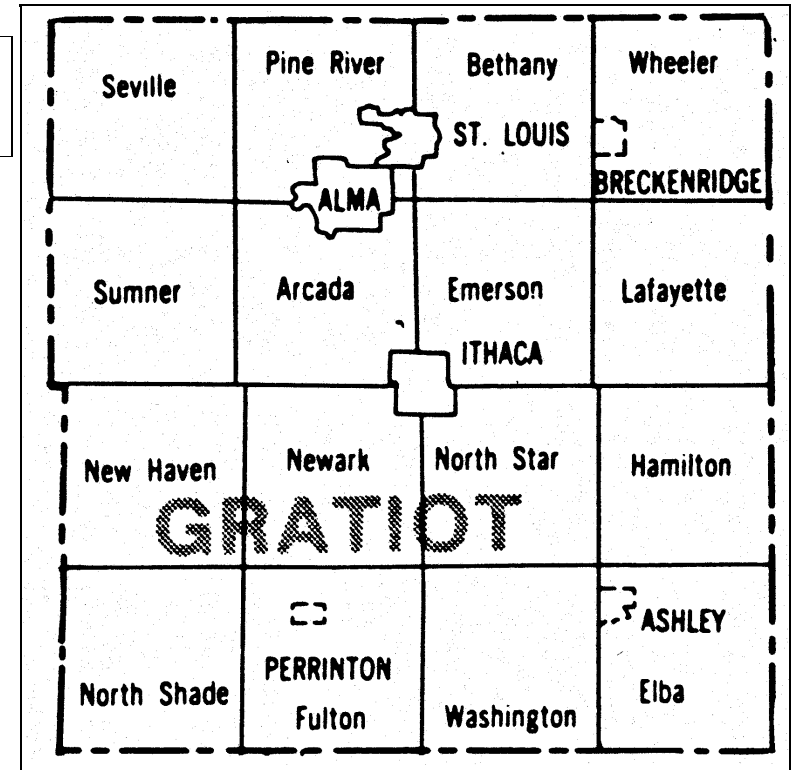 Seville
Pine River
Bethany
Wheeler
ST. LOUIS
BRECKENRIDGE
ALMA
Sumner
Arcada
Emerson
Lafayette
ITHACA
New Haven
Newark
North Star
Hamilton
GRATIOT
ASHLEY
PERRINTON
North Shade
Fulton
Washington
Elba